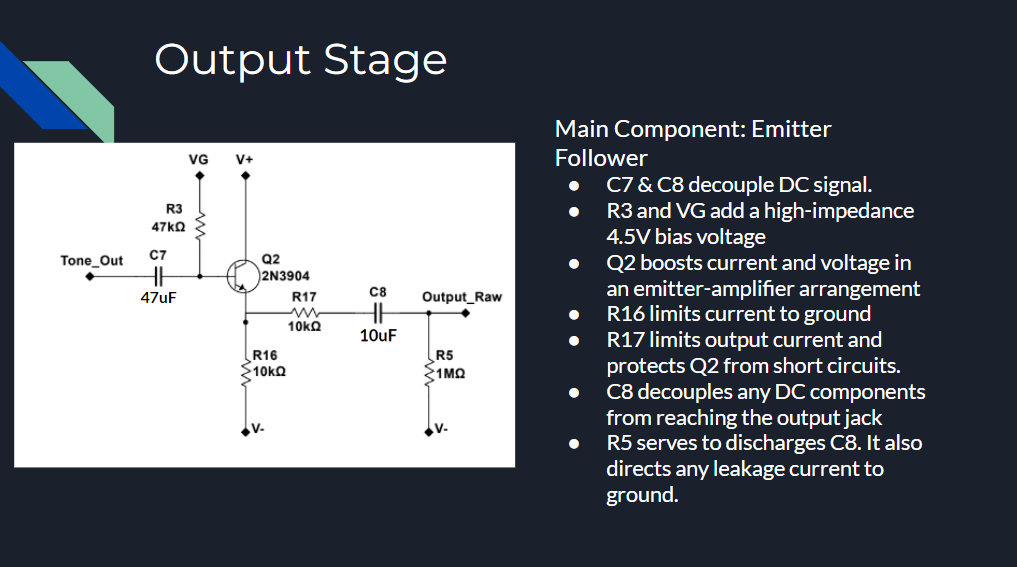 Output Stage
VG V+
R3
47kΩ
Tone_Out C7
47uF
Q2
2N3904
R17
10kΩ
C8
10uF
Output_Raw
R16
10kΩ
R5
1MΩ
V-
V-
Main Component: Emitter
Follower
● C7 & C8 decouple DC signal.
● R3 and VG add a high-impedance
4.5V bias voltage
● Q2 boosts current and voltage in
an emitter-amplifier arrangement
● R16 limits current to ground
● R17 limits output current and
protects Q2 from short circuits.
● C8 decouples any DC components
from reaching the output jack
● R5 serves to discharges C8. It also
directs any leakage current to
ground.